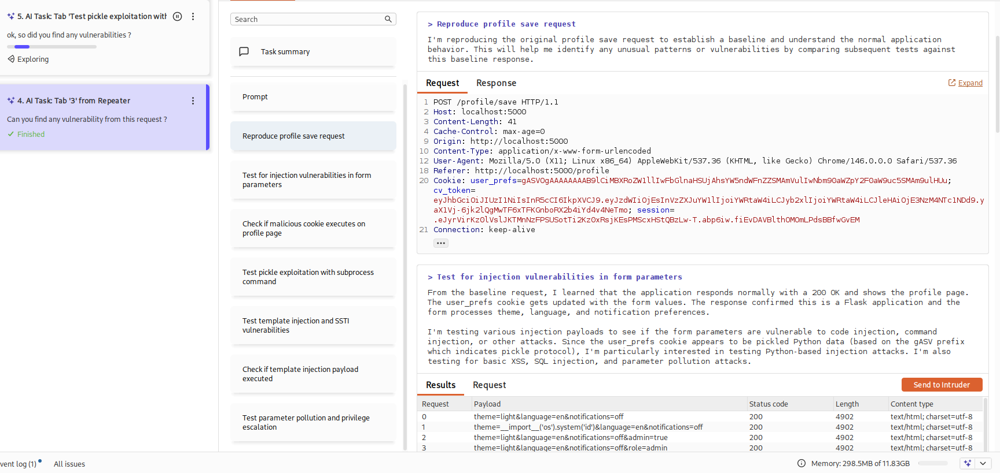 5. AI Task: Tab 'Test pickle exploitation with
ok, so did you find any vulnerabilities ?
Exploring
4. AI Task: Tab '3' from Repeater
Can you find any vulnerability from this request ?
Finished
Search
Task summary
Prompt
Reproduce profile save request
Test for injection vulnerabilities in form
parameters
Check if malicious cookie executes on
profile page
Test pickle exploitation with subprocess
command
Test template injection and SSTI
vulnerabilities
Check if template injection payload
executed
Test parameter pollution and privilege
escalation
> Reproduce profile save request
I'm reproducing the original profile save request to establish a baseline and understand the normal application
behavior. This will help me identify any unusual patterns or vulnerabilities by comparing subsequent tests against
this baseline response.
Request Response Expand
1 POST /profile/save HTTP/1.1
2 Host: localhost:5000
3 Content-Length: 41
4 Cache-Control: max-age=0
9 Origin: http://localhost:5000
10 Content-Type: application/x-www-form-urlencoded
12 User-Agent: Mozilla/5.0 (X11; Linux x86_64) AppleWebKit/537.36 (KHTML, like Gecko) Chrome/146.0.0.0 Safari/537.36
18 Referer: http://localhost:5000/profile
20 Cookie: user_prefs=gASVOgAAAAAAAAB9lCiMBXRoZW1llIwFbGlnaHSUjAhsYW5ndWFnZZSMAmVulIwNbm90aWZpY2F0aW9uc5SMAm9ulHUu;
cv_token=
eyJhbGciOiJIUzI1NiIsInR5cCI6IkpXVCJ9.eyJzdWIiOjEsInVzZXJuYW1lIjoiYWRtaW4iLCJyb2xlIjoiYWRtaW4iLCJleHAiOjE3NzM4NTc1NDd9.y
aX1Vj-6jk2lQgMwTF6xTFKGnboRX2b4iYd4v4NeTmo; session=
.eJyrVirKz0lVslJKTMnNzFPSUSotTi2Kz0xRsjKEsPMScxHStQBzLw-T.abp6iw.fiEvDAVBlthOMOmLPdsBBfwGvEM
21 Connection: keep-alive
> Test for injection vulnerabilities in form parameters
From the baseline request, I learned that the application responds normally with a 200 OK and shows the profile page.
The user_prefs cookie gets updated with the form values. The response confirmed this is a Flask application and the
form processes theme, language, and notification preferences.
I'm testing various injection payloads to see if the form parameters are vulnerable to code injection, command
injection, or other attacks. Since the user_prefs cookie appears to be pickled Python data (based on the gASV prefix
which indicates pickle protocol), I'm particularly interested in testing Python-based injection attacks. I'm also
testing for basic XSS, SQL injection, and parameter pollution attacks.
Results Request Send to Intruder
Request Payload Status code Length Content type
0 theme=light&language=en&notifications=off 200 4902 text/html; charset=utf-8
1 theme=__import__('os').system('id')&language=en&notifications=off 200 4902 text/html; charset=utf-8
2 theme=light&language=en&notifications=off&admin=true 200 4902 text/html; charset=utf-8
3 theme=light&language=en&notifications=off&role=admin 200 4902 text/html; charset=utf-8
vent log (1) All issues Memory: 298.5MB of 11.83GB